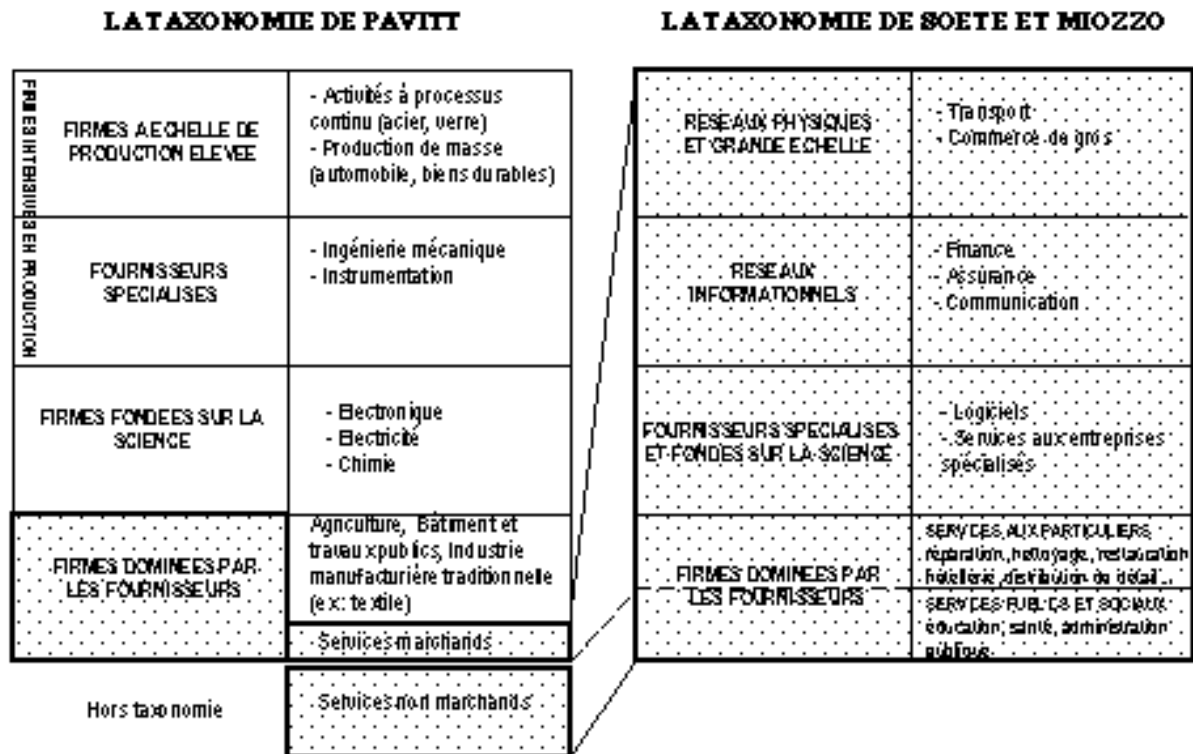 LA TAXONOMIE DE PAVITT
FIRMES INTENSIVES EN PRODUCTION
FIRMES A ECHELLE DE
PRODUCTION ELEVEE
- Activités à processus
continu (acier, verre)
- Production de masse
(automobile, biens durables)
FOURNISSEURS
SPECIALISES
- Ingénierie mécanique
- Instrumentation
FIRMES FONDEES SUR LA
SCIENCE
- Electronique
- Electricité
- Chimie
FIRMES DOMINEES PAR
LES FOURNISSEURS
Agriculture, Bâtiment et
travaux publics, Industrie
manufacturière traditionnelle
(ex: textile)
Services marchands
Hors taxonomie
Services non marchands
LA TAXONOMIE DE SOETE ET MIOZZO
RESEAUX PHYSIQUES
ET GRANDE ECHELLE
- Transport
- Commerce de gros
RESEAUX
INFORMATIONNELS
- Finance
- Assurance
- Communication
FOURNISSEURS SPECIALISES
ET FONDES SUR LA SCIENCE
- Logiciels
- Services aux entreprises
spécialisés
FIRMES DOMINEES PAR
LES FOURNISSEURS
SERVICES AUX PARTICULIERS
réparation, nettoyage, restauration
hôtellerie, distribution de détail...
SERVICES PUBLICS ET SOCIAUX
éducation, santé, administration
publique